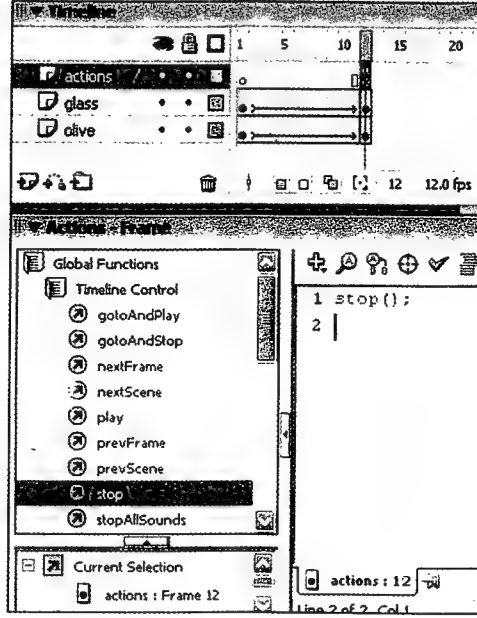 Timeline
1 5 10 15 20
actions
glass
olive
12 12.0 fps
Actions - Frame
Global Functions
Timeline Control
gotoAndPlay
gotoAndStop
nextFrame
nextScene
play
prevFrame
prevScene
stop
stopAllSounds
1 stop();
2
Current Selection
actions : Frame 12
actions : 12
Line 2 of 2, Col 1